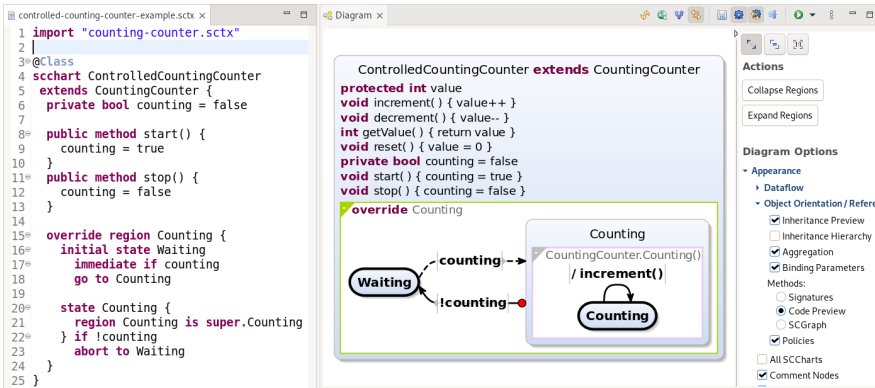 controlled-counting-counter-example.sctx ×
1 import "counting-counter.sctx"
2
3 @Class
4 scchart ControlledCountingCounter
5 extends CountingCounter {
6 private bool counting = false
7
8 public method start() {
9 counting = true
10 }
11 public method stop() {
12 counting = false
13 }
14
15 override region Counting {
16 initial state Waiting
17 immediate if counting
18 go to Counting
19
20 state Counting {
21 region Counting is super.Counting
22 } if !counting
23 abort to Waiting
24 }
25 }
Diagram ×
ControlledCountingCounter extends CountingCounter
protected int value
void increment( ) { value++ }
void decrement( ) { value-- }
int getValue( ) { return value }
void reset( ) { value = 0 }
private bool counting = false
void start( ) { counting = true }
void stop( ) { counting = false }
- override Counting
Waiting
counting
!counting
Counting
- CountingCounter.Counting()
/ increment()
Counting
Actions
Collapse Regions
Expand Regions
Diagram Options
Appearance
Dataflow
Object Orientation / Refere
Inheritance Preview
Inheritance Hierarchy
Aggregation
Binding Parameters
Methods:
Signatures
Code Preview
SCGraph
Policies
All SCCharts
Comment Nodes